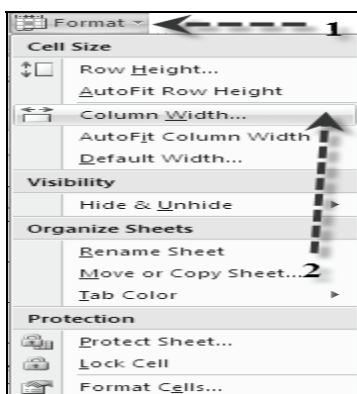 Format 1
Cell Size
Row Height...
AutoFit Row Height
Column Width...
AutoFit Column Width
Default Width...
Visibility
Hide & Unhide
Organize Sheets
Rename Sheet
Move or Copy Sheet... 2
Tab Color
Protection
Protect Sheet...
Lock Cell
Format Cells...